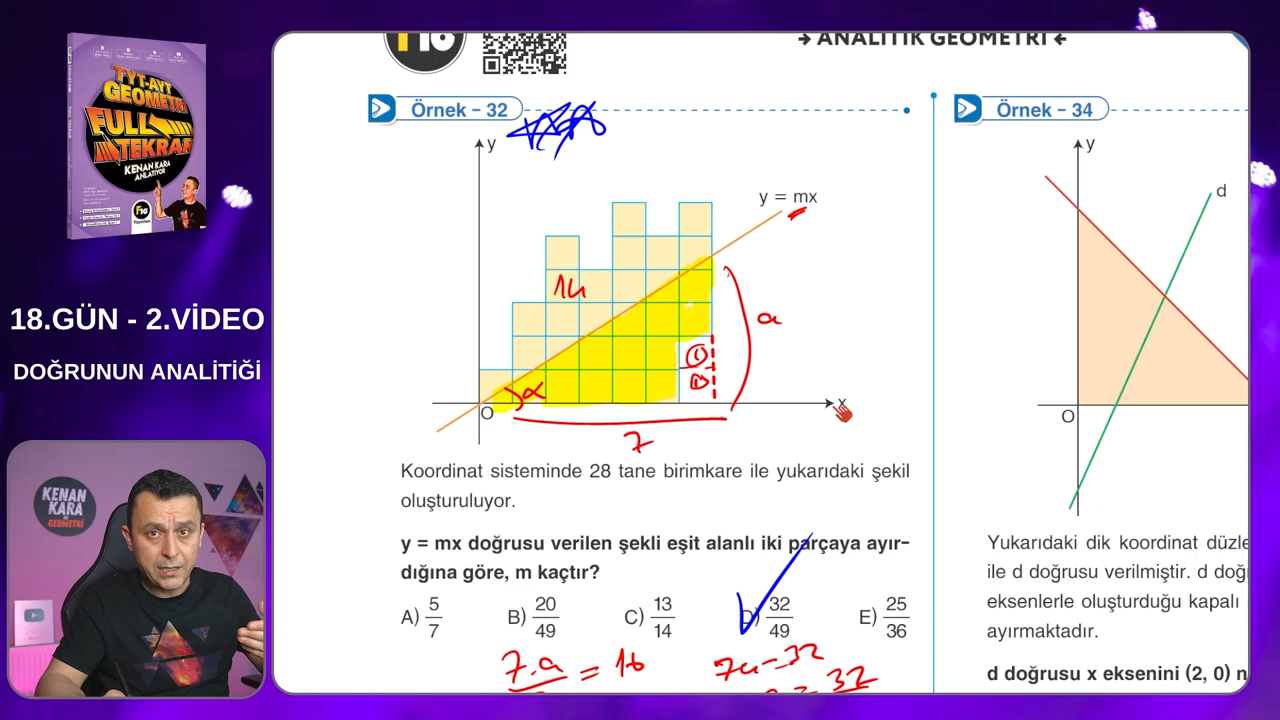 TYT-AYT
GEOMETRİ
FULL
TEKRAR
KENAN KARA
ANLATIYOR
F10
18.GÜN - 2.VİDEO
DOĞRUNUN ANALİTİĞİ
KENAN
KARA
GEOMETRİ
F10
→ ANALİTİK GEOMETRİ ←
Örnek – 32
y
y = mx
14
a
1
1
α
O
x
7
Koordinat sisteminde 28 tane birimkare ile yukarıdaki şekil
oluşturuluyor.
y = mx doğrusu verilen şekli eşit alanlı iki parçaya ayır-
dığına göre, m kaçtır?
A) 5/7 B) 20/49 C) 13/14 D) 32/49 E) 25/36
7.a = 16
7a = 32
= 32
Örnek – 34
y
d
O
Yukarıdaki dik koordinat düzle
ile d doğrusu verilmiştir. d doğ
eksenlerle oluşturduğu kapalı
ayırmaktadır.
d doğrusu x eksenini (2, 0) n